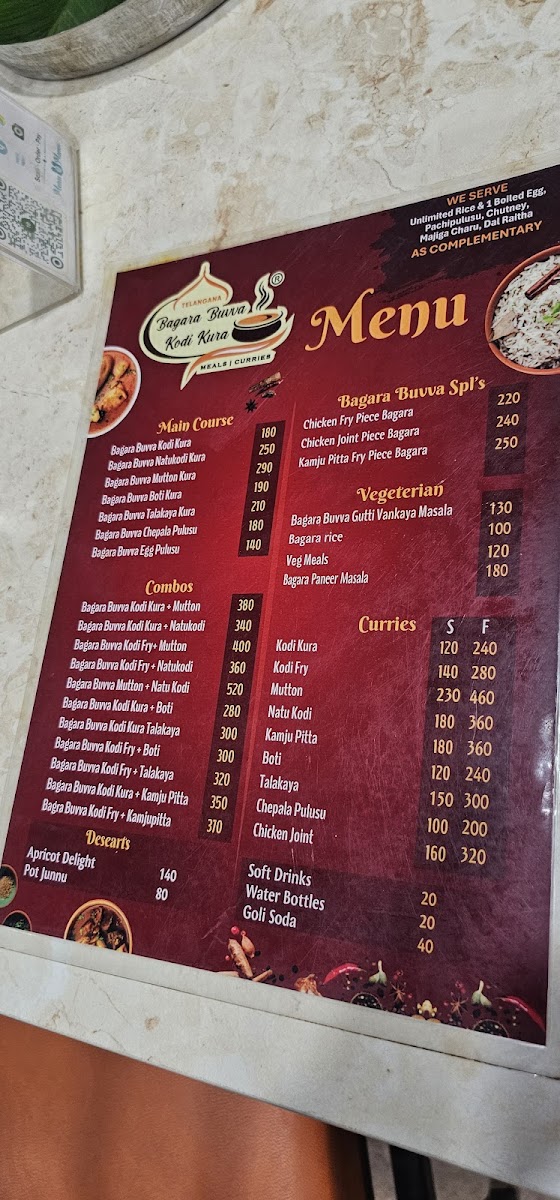 WE SERVE
Unlimited Rice & 1 Boiled Egg,
Pachipulusu, Chutney,
Majiga Charu, Dal Raitha
AS COMPLEMENTARY
TELANGANA
Bagara Buvva
Kodi Kura
®
MEALS | CURRIES
Menu
Main Course
Bagara Buvva Kodi Kura 180
Bagara Buvva Natukodi Kura 250
Bagara Buvva Mutton Kura 290
Bagara Buvva Boti Kura 190
Bagara Buvva Talakaya Kura 210
Bagara Buvva Chepala Pulusu 180
Bagara Buvva Egg Pulusu 140
Combos
Bagara Buvva Kodi Kura + Mutton 380
Bagara Buvva Kodi Kura + Natukodi 340
Bagara Buvva Kodi Fry+ Mutton 400
Bagara Buvva Kodi Fry + Natukodi 360
Bagara Buvva Mutton + Natu Kodi 520
Bagara Buvva Kodi Kura + Boti 280
Bagara Buvva Kodi Kura Talakaya 300
Bagara Buvva Kodi Fry + Boti 300
Bagara Buvva Kodi Fry + Talakaya 320
Bagara Buvva Kodi Kura + Kamju Pitta 350
Bagra Buvva Kodi Fry + Kamjupitta 370
Desearts
Apricot Delight 140
Pot Junnu 80
Bagara Buvva Spl's
Chicken Fry Piece Bagara 220
Chicken Joint Piece Bagara 240
Kamju Pitta Fry Piece Bagara 250
Vegeterian
Bagara Buvva Gutti Vankaya Masala 130
Bagara rice 100
Veg Meals 120
Bagara Paneer Masala 180
Curries S F
Kodi Kura 120 240
Kodi Fry 140 280
Mutton 230 460
Natu Kodi 180 360
Kamju Pitta 180 360
Boti 120 240
Talakaya 150 300
Chepala Pulusu 100 200
Chicken Joint 160 320
Soft Drinks 20
Water Bottles 20
Goli Soda 40